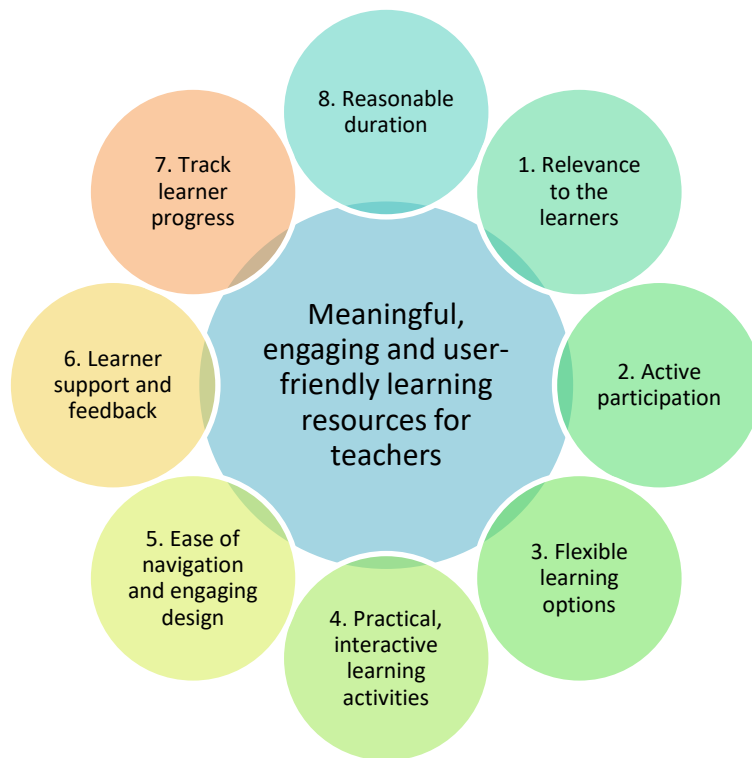 8. Reasonable
duration
1. Relevance
to the
learners
2. Active
participation
3. Flexible
learning
options
4. Practical,
interactive
learning
activities
5. Ease of
navigation
and engaging
design
6. Learner
support and
feedback
7. Track
learner
progress
Meaningful,
engaging and user-
friendly learning
resources for
teachers